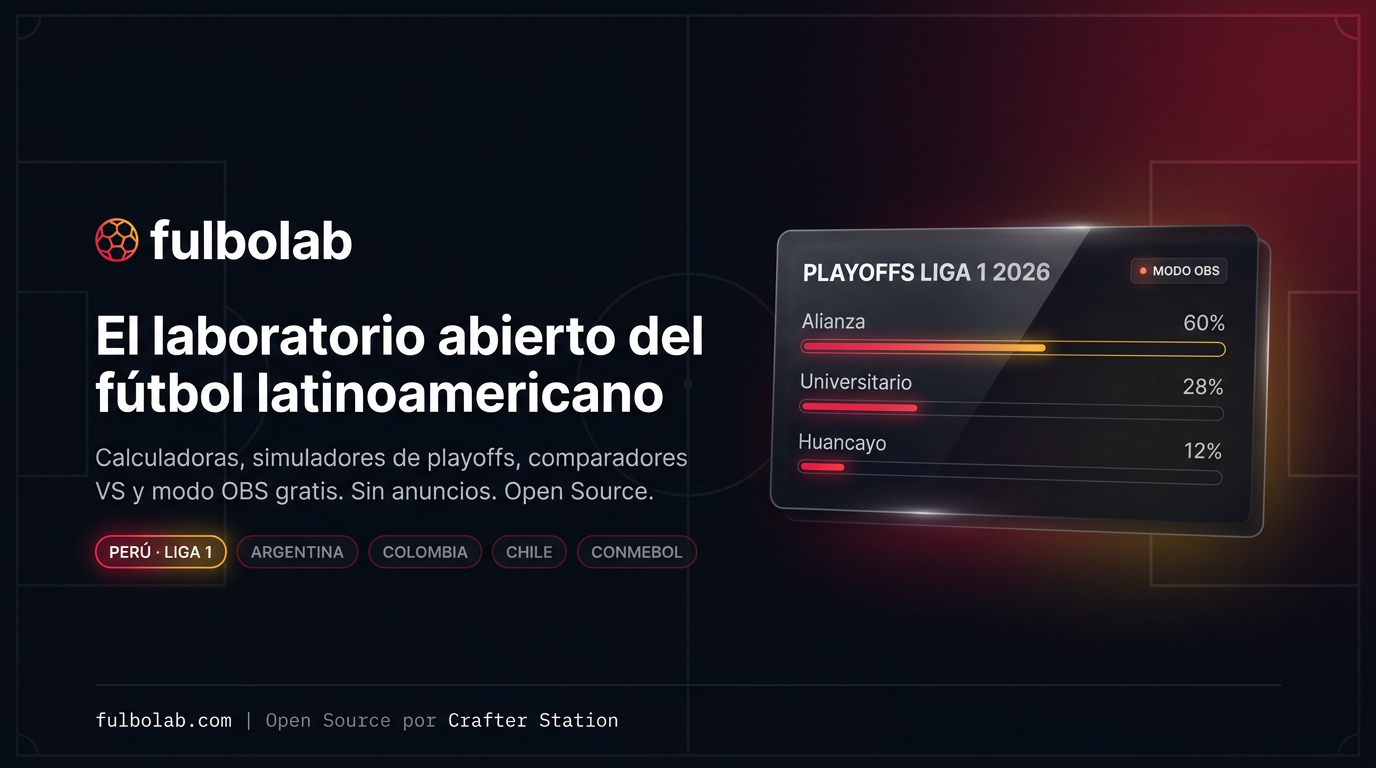 fulbolab
El laboratorio abierto del
fútbol latinoamericano
Calculadoras, simuladores de playoffs, comparadores
VS y modo OBS gratis. Sin anuncios. Open Source.
PERÚ · LIGA 1
ARGENTINA
COLOMBIA
CHILE
CONMEBOL
PLAYOFFS LIGA 1 2026
MODO OBS
Alianza 60%
Universitario 28%
Huancayo 12%
fulbolab.com | Open Source por Crafter Station